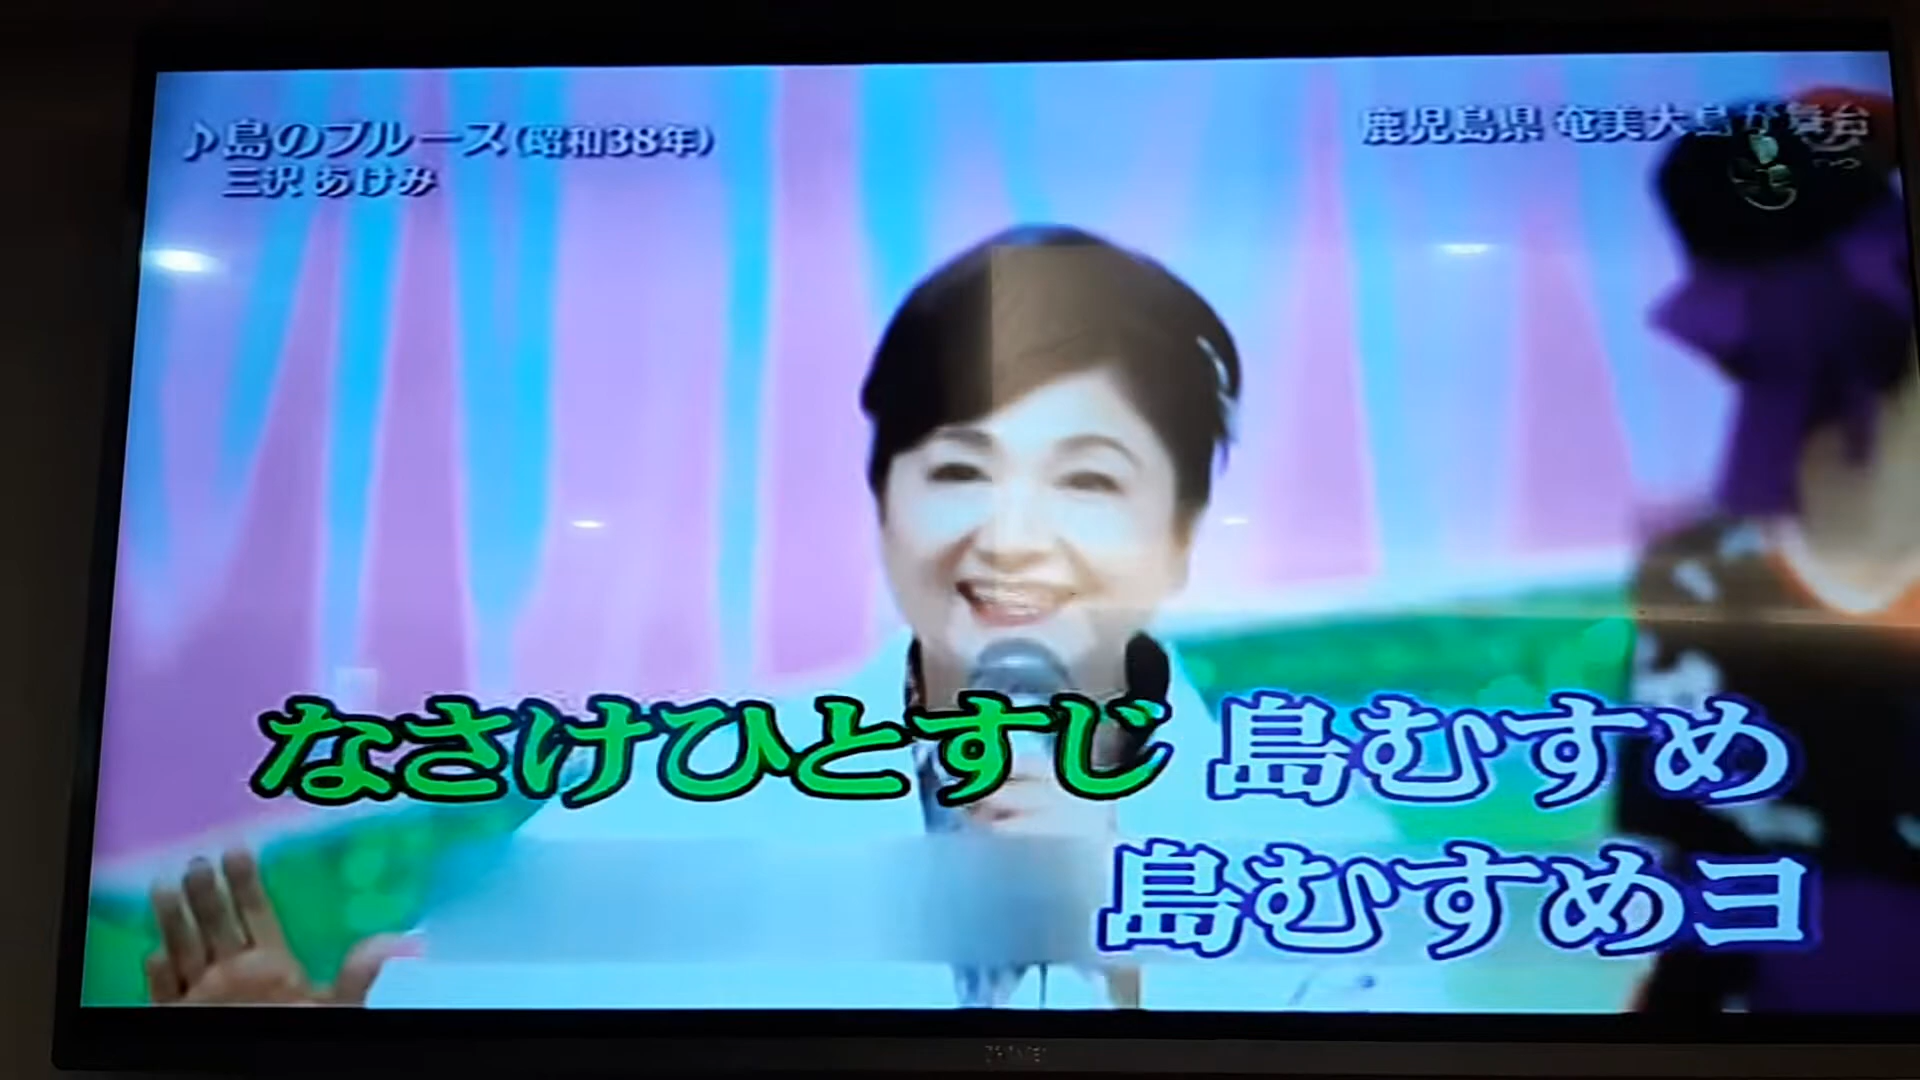 ♪島のブルース(昭和38年)
三沢 あけみ
鹿児島県 奄美大島が舞台
なさけひとすじ 島むすめ
島むすめヨ